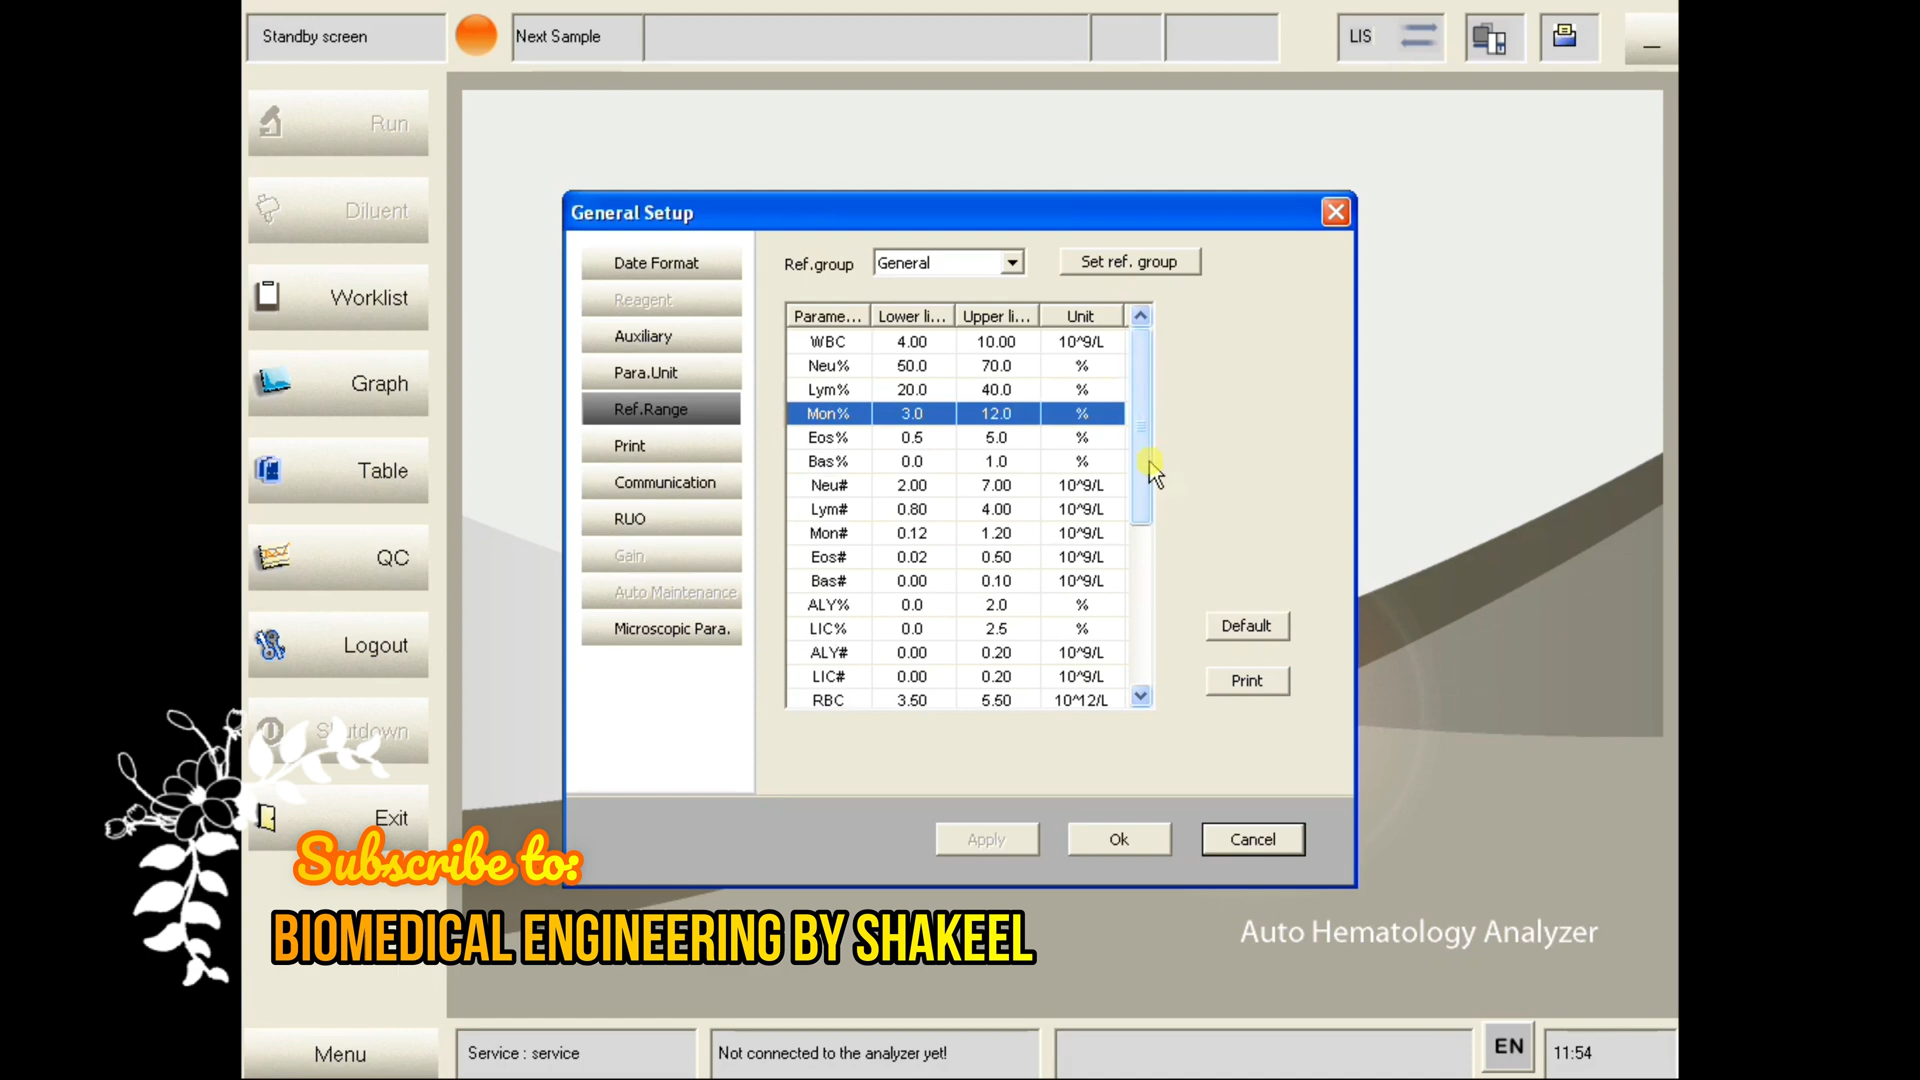 Standby screen
Next Sample
LIS
Run
Diluent
Worklist
Graph
Table
QC
Logout
Shutdown
Exit
Menu
General Setup
Date Format
Reagent
Auxiliary
Para.Unit
Ref.Range
Print
Communication
RUO
Gain
Auto Maintenance
Microscopic Para.
Ref.group General Set ref. group
Parame... Lower li... Upper li... Unit
WBC 4.00 10.00 10^9/L
Neu% 50.0 70.0 %
Lym% 20.0 40.0 %
Mon% 3.0 12.0 %
Eos% 0.5 5.0 %
Bas% 0.0 1.0 %
Neu# 2.00 7.00 10^9/L
Lym# 0.80 4.00 10^9/L
Mon# 0.12 1.20 10^9/L
Eos# 0.02 0.50 10^9/L
Bas# 0.00 0.10 10^9/L
ALY% 0.0 2.0 %
LIC% 0.0 2.5 %
ALY# 0.00 0.20 10^9/L
LIC# 0.00 0.20 10^9/L
RBC 3.50 5.50 10^12/L
Default
Print
Apply Ok Cancel
Subscribe to:
BIOMEDICAL ENGINEERING BY SHAKEEL
Auto Hematology Analyzer
Service : service
Not connected to the analyzer yet!
EN
11:54